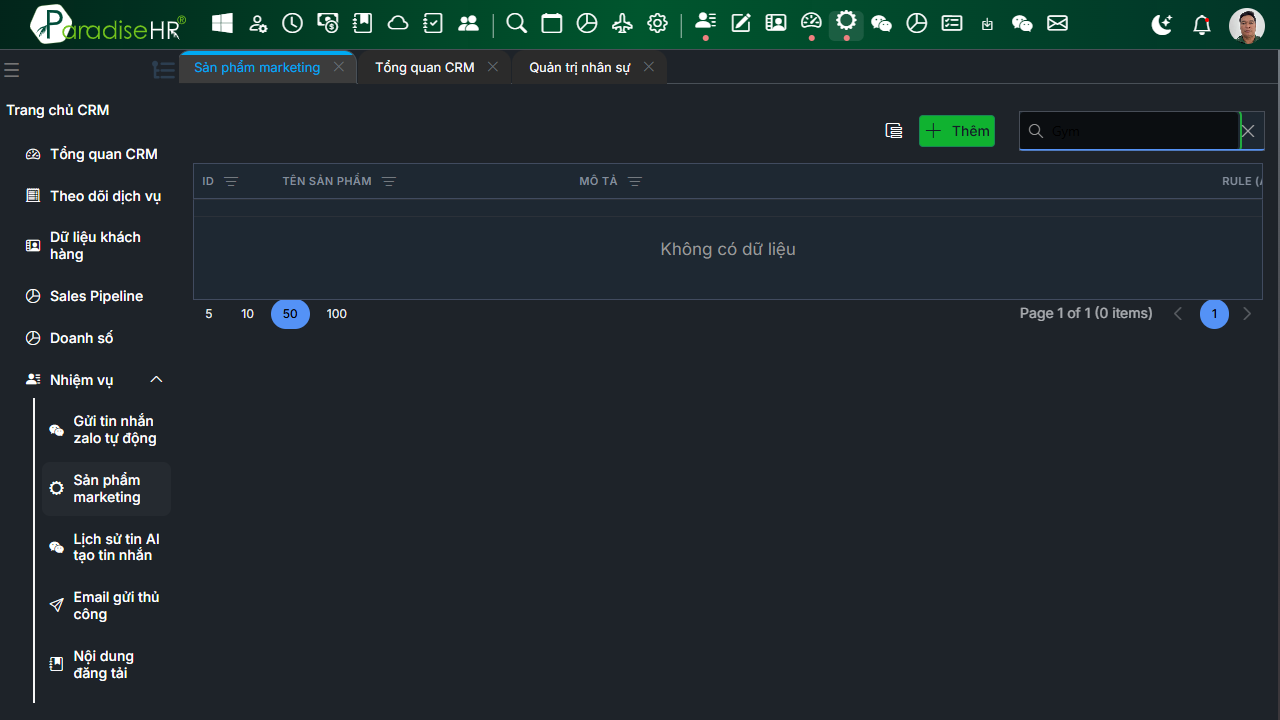 ParadiseHR®
Sản phẩm marketing
Tổng quan CRM
Quản trị nhân sự
Trang chủ CRM
Tổng quan CRM
Theo dõi dịch vụ
Dữ liệu khách
hàng
Sales Pipeline
Doanh số
Nhiệm vụ
Gửi tin nhắn
zalo tự động
Sản phẩm
marketing
Lịch sử tin AI
tạo tin nhắn
Email gửi thủ
công
Nội dung
đăng tải
Thêm
Gym
ID
TÊN SẢN PHẨM
MÔ TẢ
RULE (A
Không có dữ liệu
5
10
50
100
Page 1 of 1 (0 items)
1